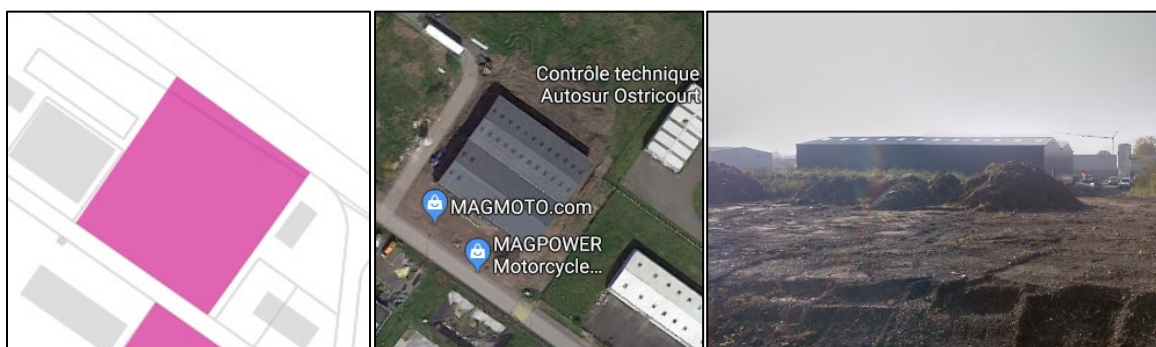 Contrôle technique
Autosur Ostricourt
MAGMOTO.com
MAGPOWER
Motorcycle...